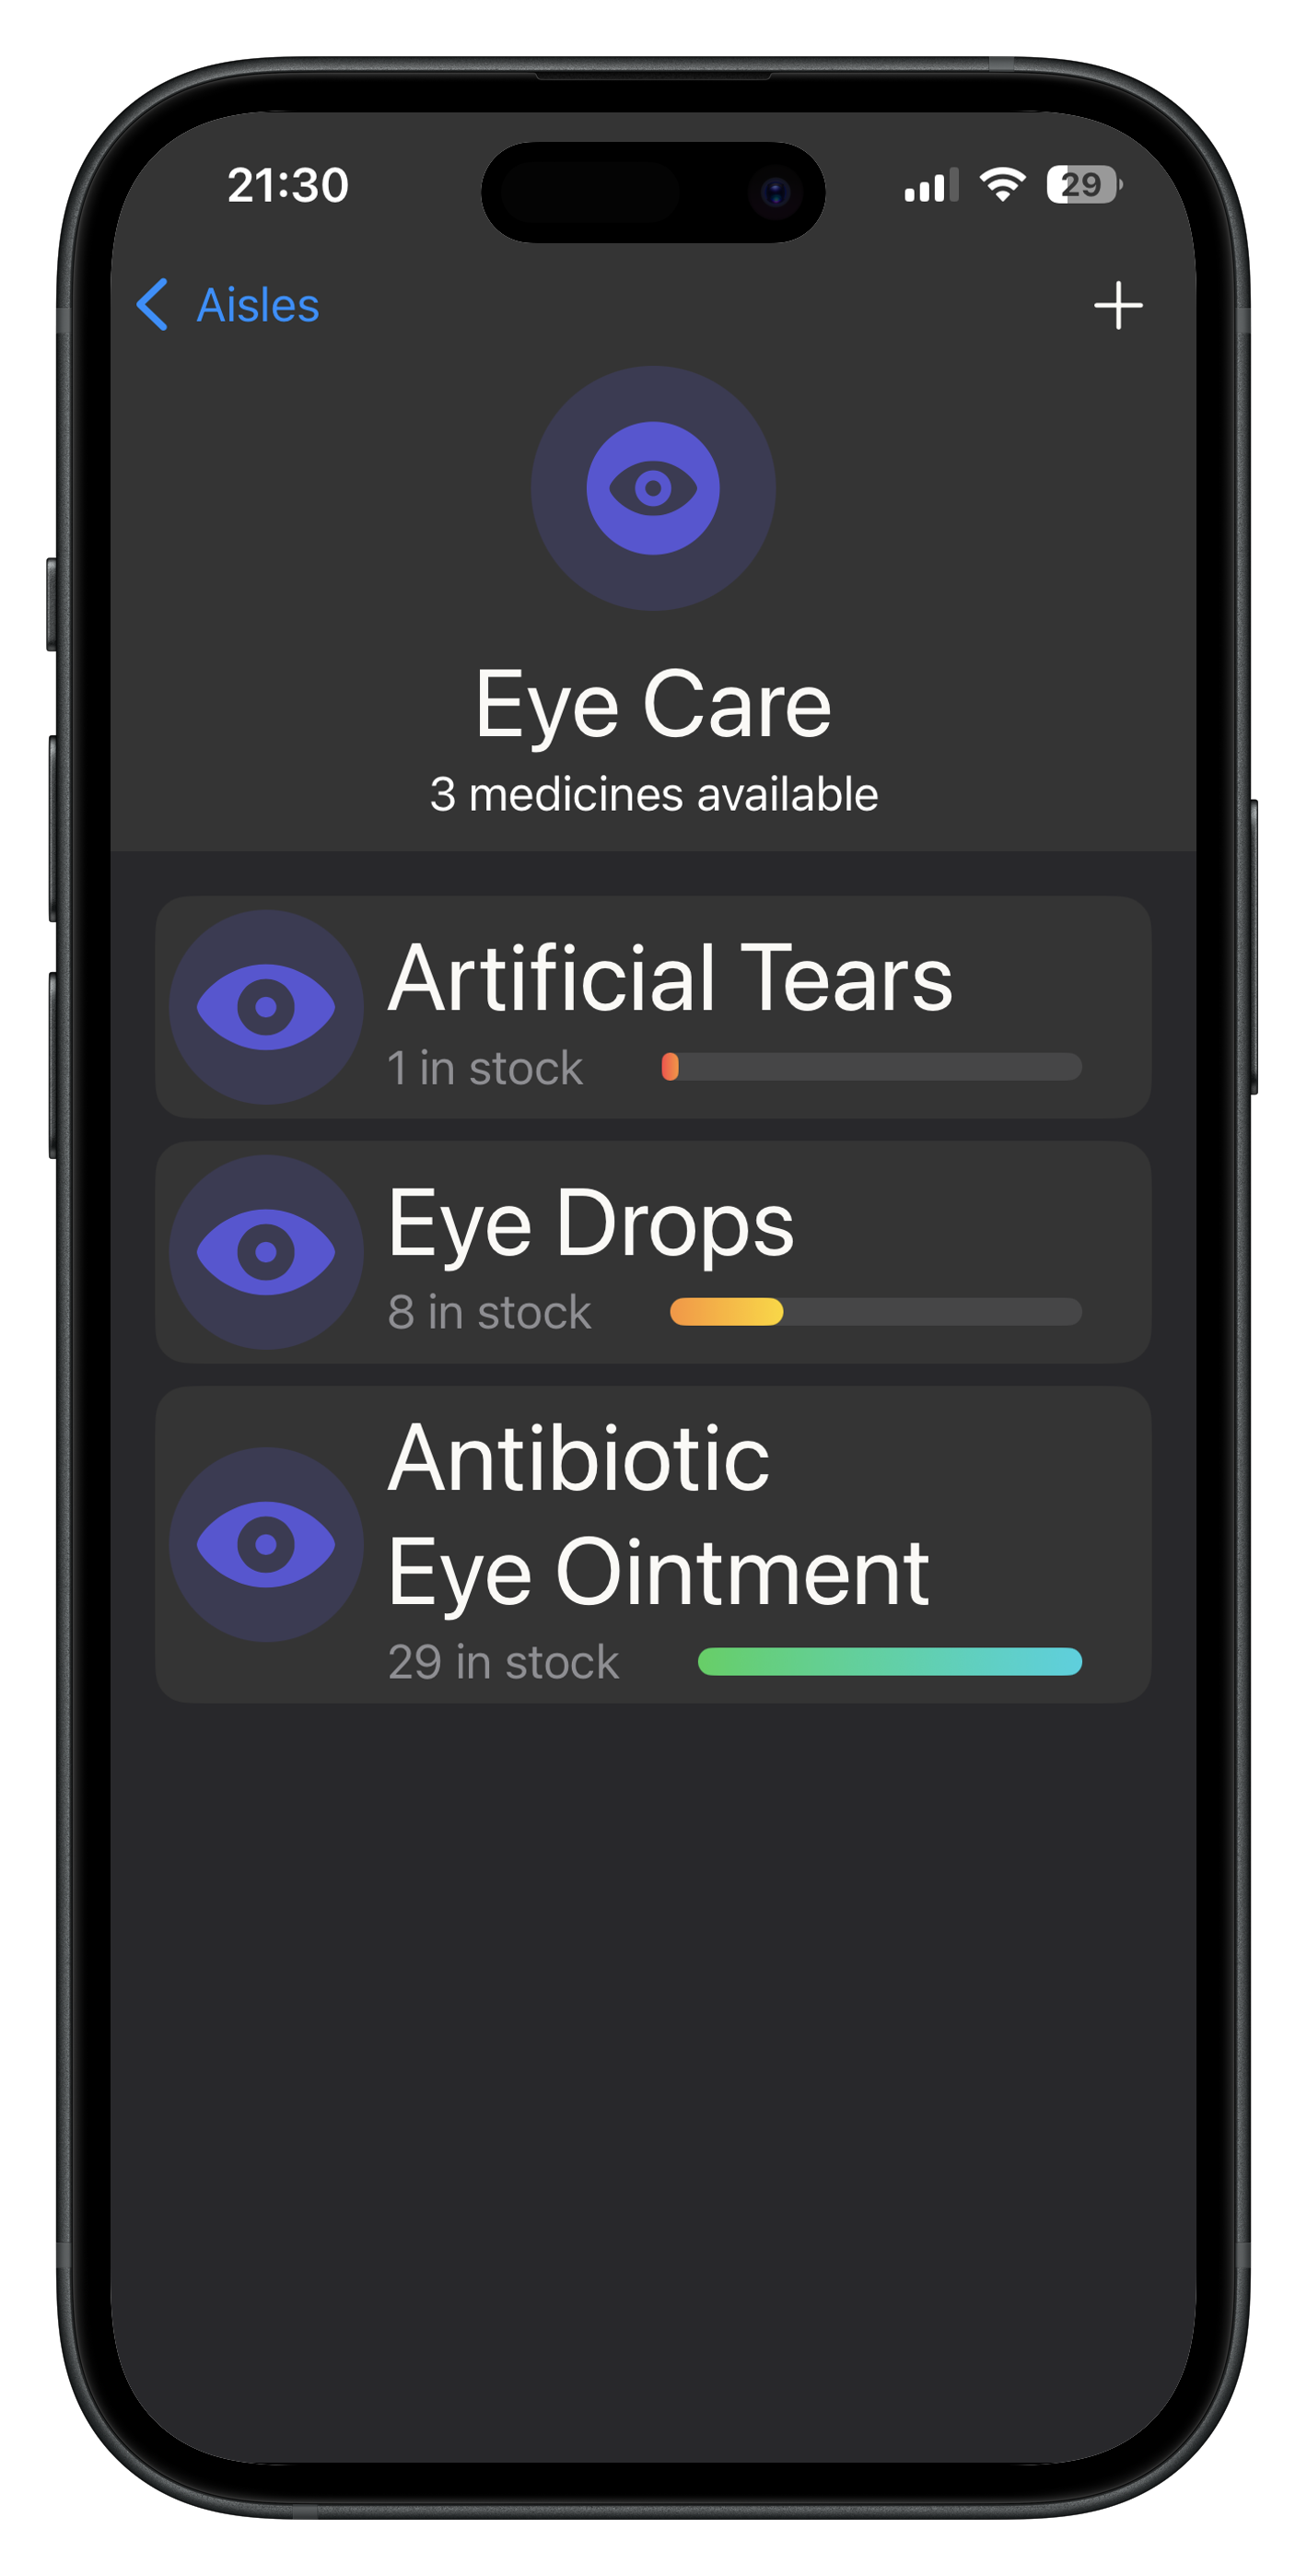 21:30
29
Aisles
Eye Care
3 medicines available
Artificial Tears
1 in stock
Eye Drops
8 in stock
Antibiotic
Eye Ointment
29 in stock